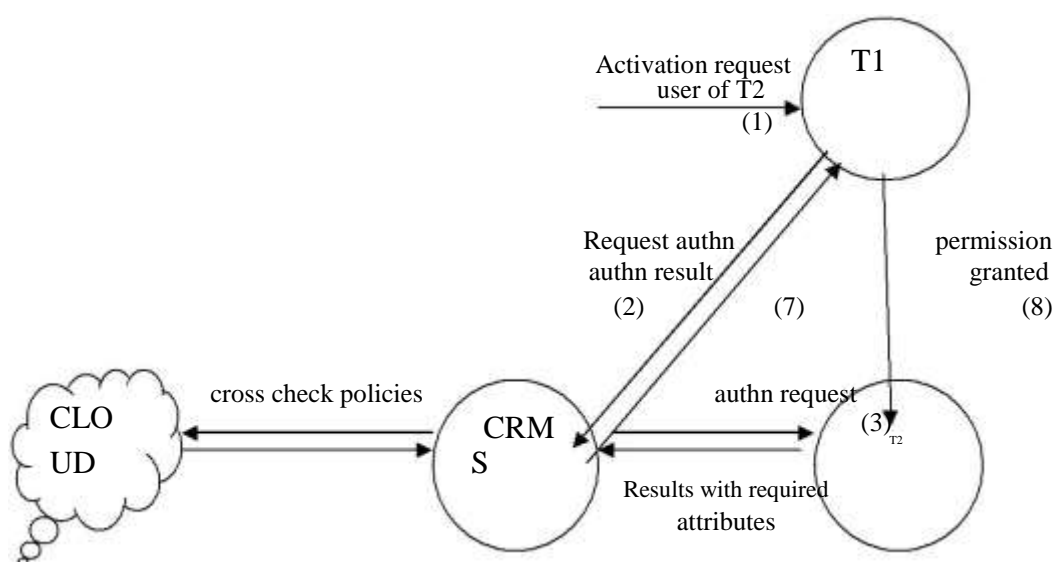 T1
Activation request
user of T2
(1)
Request authn
authn result
(2)
(7)
permission
granted
(8)
cross check policies
authn request
(3)
T2
CLO
UD
CRM
S
Results with required
attributes